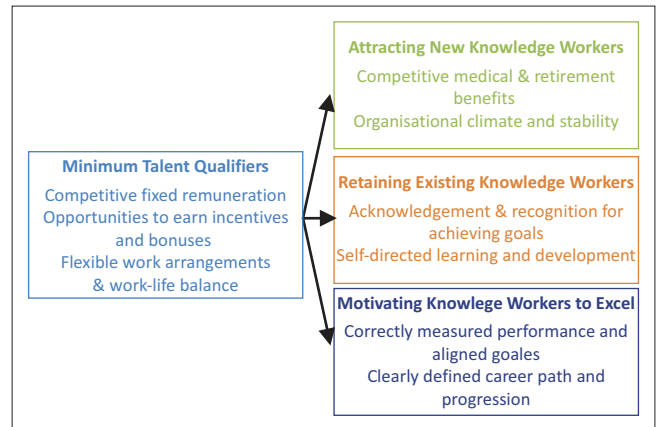 Minimum Talent Qualifiers
Competitive fixed remuneration
Opportunities to earn incentives
and bonuses
Flexible work arrangements
& work-life balance
Attracting New Knowledge Workers
Competitive medical & retirement
benefits
Organisational climate and stability
Retaining Existing Knowledge Workers
Acknowledgement & recognition for
achieving goals
Self-directed learning and development
Motivating Knowlege Workers to Excel
Correctly measured performance and
aligned goales
Clearly defined career path and
progression